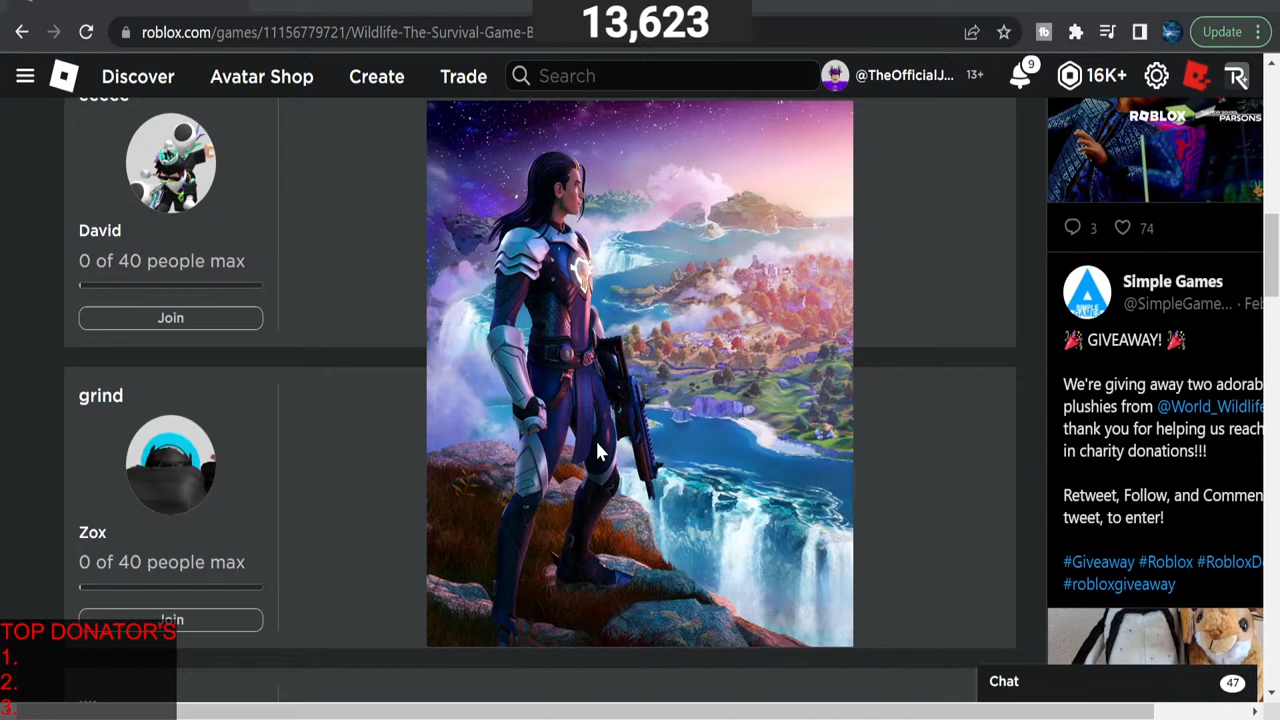 13,623
roblox.com/games/11156779721/Wildlife-The-Survival-Game-B
Update
Discover
Avatar Shop
Create
Trade
Search
@TheOfficialJ...
13+
9
16K+
David
0 of 40 people max
Join
grind
Zox
0 of 40 people max
Join
ROBLOX
PARSONS
3
74
Simple Games
@SimpleGame... · Feb
🎉 GIVEAWAY! 🎉
We're giving away two adorab
plushies from @World_Wildlife
thank you for helping us reach
in charity donations!!!
Retweet, Follow, and Commen
tweet, to enter!
#Giveaway #Roblox #RobloxDe
#robloxgiveaway
TOP DONATOR'S
1.
2.
3.
Chat
47